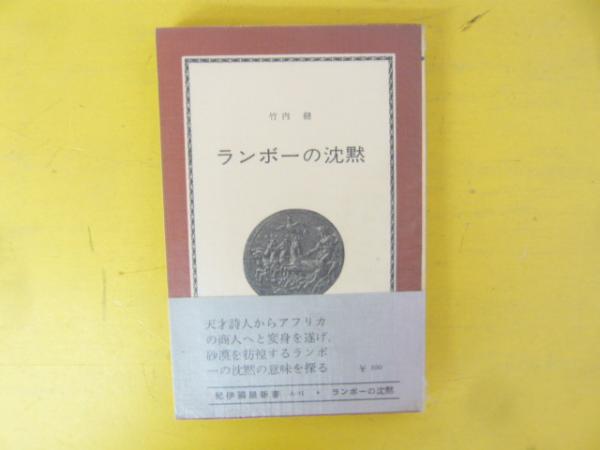 竹内 健
ランボーの沈黙
天才詩人からアフリカ
の商人へと変身を遂げ、
砂漠を彷徨するランボ
ーの沈黙の意味を探る
¥ 300
紀伊國屋新書 A-41 • ランボーの沈黙